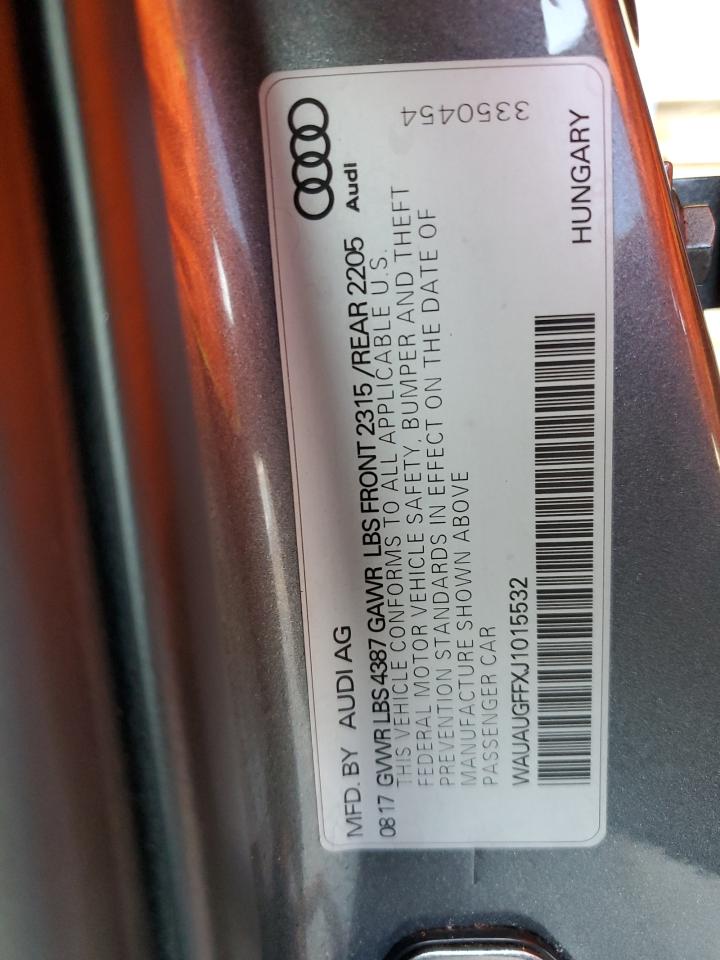 MFD. BY AUDI AG
Audi
08 17 GVWR LBS 4387 GAWR LBS FRONT 2315 /REAR 2205
THIS VEHICLE CONFORMS TO ALL APPLICABLE U.S.
FEDERAL MOTOR VEHICLE SAFETY, BUMPER AND THEFT
PREVENTION STANDARDS IN EFFECT ON THE DATE OF
MANUFACTURE SHOWN ABOVE
PASSENGER CAR
3350454
WAUAUGFFXJ1015532
HUNGARY